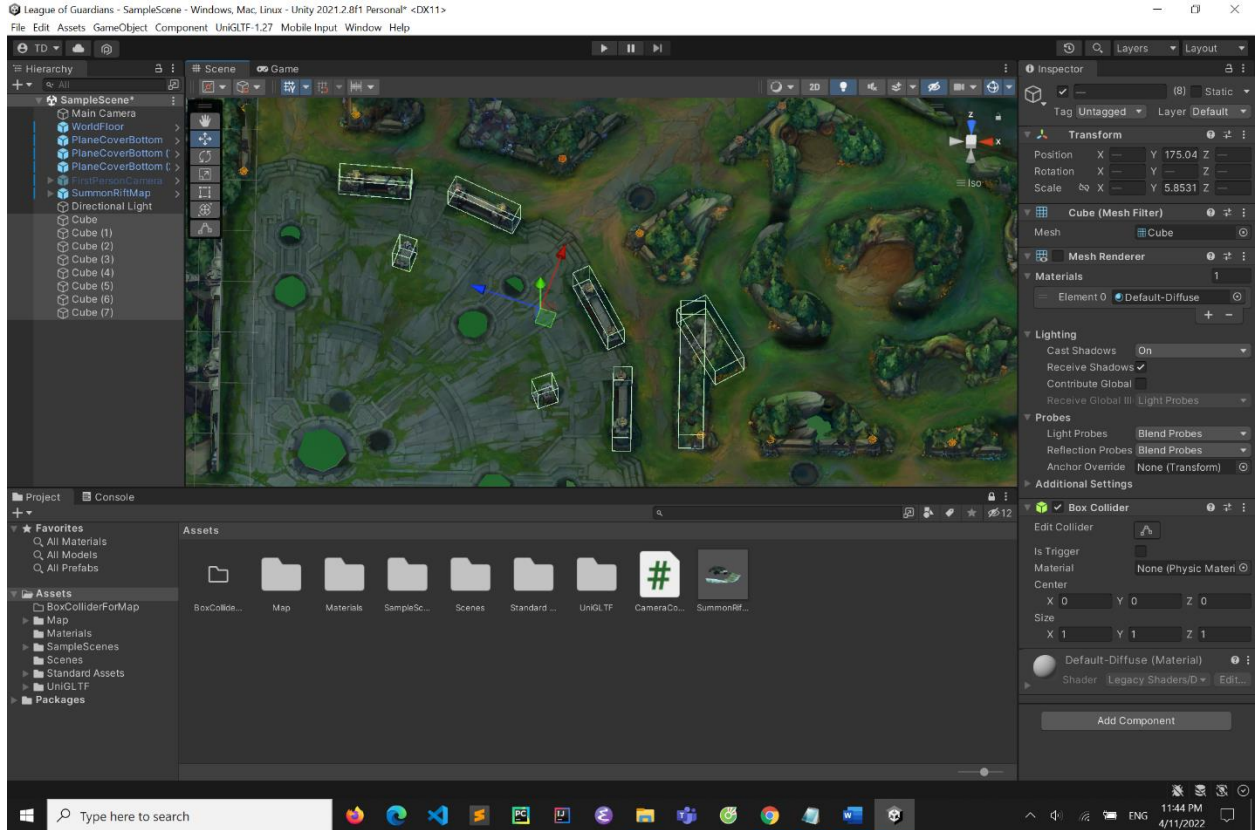 League of Guardians - SampleScene - Windows, Mac, Linux - Unity 2021.2.8f1 Personal* <DX11>
File Edit Assets GameObject Component UniGLTF-1.27 Mobile Input Window Help
TD
Layers
Layout
Hierarchy
All
SampleScene*
Main Camera
WorldFloor
PlaneCoverBottom
PlaneCoverBottom (
PlaneCoverBottom (
FirstPersonCamera
SummonRiftMap
Directional Light
Cube
Cube (1)
Cube (2)
Cube (3)
Cube (4)
Cube (5)
Cube (6)
Cube (7)
Scene Game
2D
z
x
Iso
Inspector
— (8) Static
Tag Untagged Layer Default
Transform
Position X — Y 175.04 Z —
Rotation X — Y — Z —
Scale X — Y 5.8531 Z —
Cube (Mesh Filter)
Mesh Cube
Mesh Renderer
Materials 1
Element 0 Default-Diffuse
Lighting
Cast Shadows On
Receive Shadows
Contribute Global
Receive Global Ill Light Probes
Probes
Light Probes Blend Probes
Reflection Probes Blend Probes
Anchor Override None (Transform)
Additional Settings
Box Collider
Edit Collider
Is Trigger
Material None (Physic Materi
Center
X 0 Y 0 Z 0
Size
X 1 Y 1 Z 1
Default-Diffuse (Material)
Shader Legacy Shaders/D Edit...
Add Component
Project Console
12
Favorites
All Materials
All Models
All Prefabs
Assets
BoxColliderForMap
Map
Materials
SampleScenes
Scenes
Standard Assets
UniGLTF
Packages
Assets
BoxCollide... Map Materials SampleSc... Scenes Standard ... UniGLTF CameraCo... SummonRif...
Type here to search
PC
IJ
ENG
11:44 PM
4/11/2022